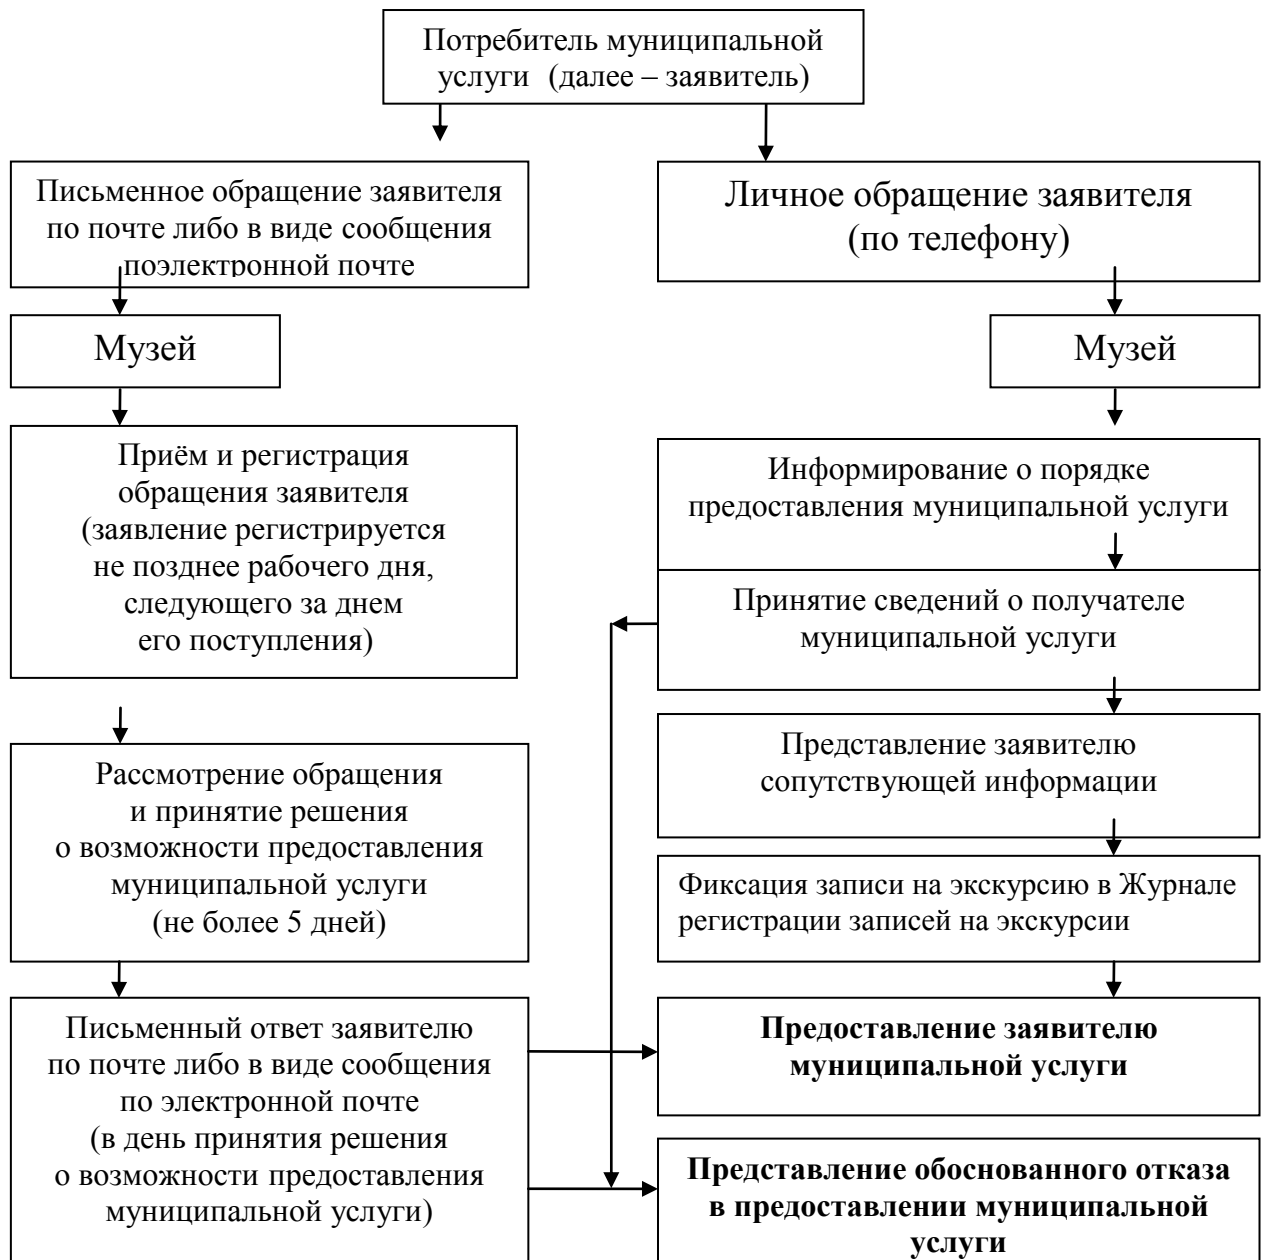 Потребитель муниципальной
услуги (далее – заявитель)
Письменное обращение заявителя
по почте либо в виде сообщения
поэлектронной почте
Личное обращение заявителя
(по телефону)
Музей
Музей
Приём и регистрация
обращения заявителя
(заявление регистрируется
не позднее рабочего дня,
следующего за днем
его поступления)
Информирование о порядке
предоставления муниципальной услуги
Принятие сведений о получателе
муниципальной услуги
Представление заявителю
сопутствующей информации
Рассмотрение обращения
и принятие решения
о возможности предоставления
муниципальной услуги
(не более 5 дней)
Фиксация записи на экскурсию в Журнале
регистрации записей на экскурсии
Письменный ответ заявителю
по почте либо в виде сообщения
по электронной почте
(в день принятия решения
о возможности предоставления
муниципальной услуги)
Предоставление заявителю
муниципальной услуги
Представление обоснованного отказа
в предоставлении муниципальной
услуги